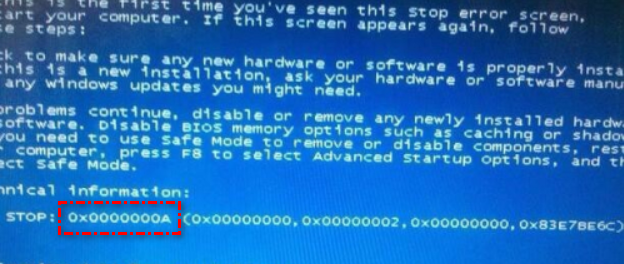 this is the first time you've seen this stop error screen,
art your computer. If this screen appears again, follow
se steps:
ck to make sure any new hardware or software is properly insta
this is a new installation, ask your hardware or software manu
any windows updates you might need.
problems continue, disable or remove any newly installed hardw
software. Disable BIOS memory options such as caching or shadow
you need to use Safe Mode to remove or disable components, rest
computer, press F8 to select Advanced Startup Options, and th
ect Safe Mode.
hnical information:
STOP: 0x0000000A (0x00000000,0x00000002,0x00000000,0x83E7BE6C)